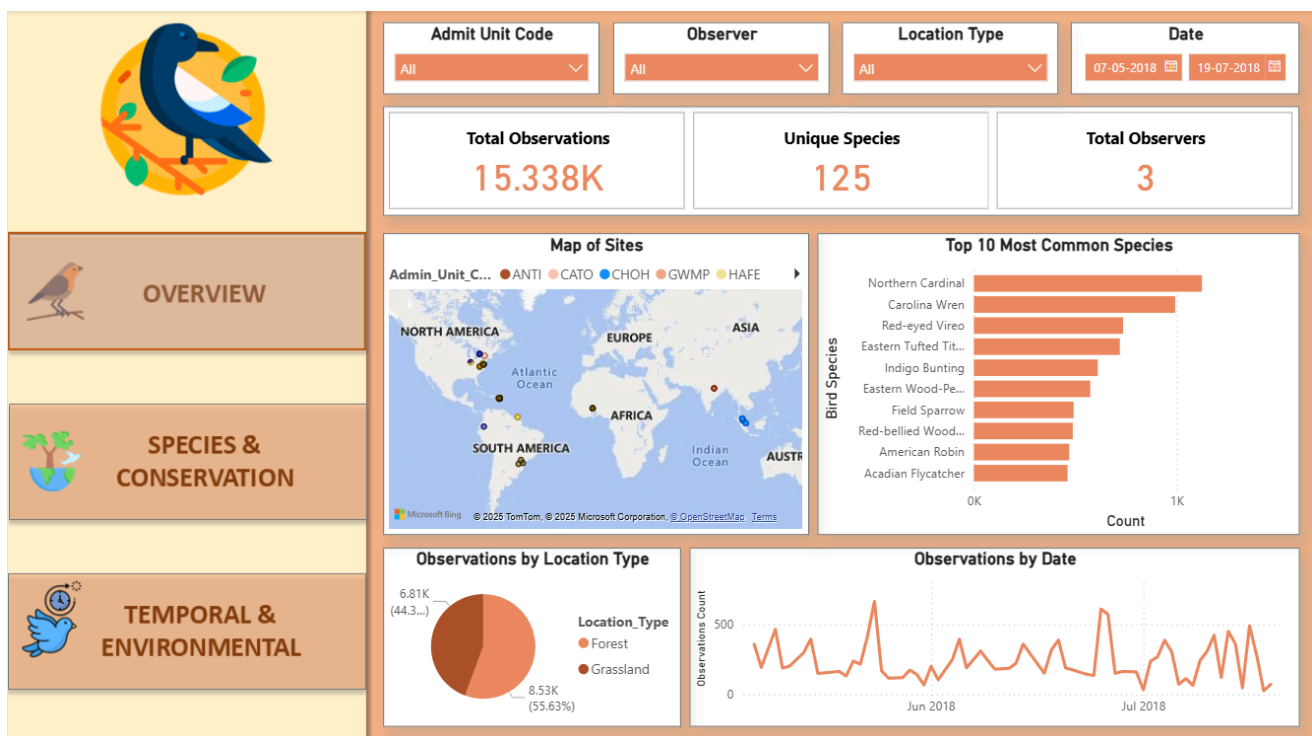 Admit Unit Code
All
Observer
All
Location Type
All
Date
07-05-2018
19-07-2018
Total Observations
15.338K
Unique Species
125
Total Observers
3
OVERVIEW
SPECIES &
CONSERVATION
TEMPORAL &
ENVIRONMENTAL
Map of Sites
Admin_Unit_C... ANTI CATO CHOH GWMP HAFE
NORTH AMERICA
EUROPE
ASIA
Atlantic
Ocean
AFRICA
SOUTH AMERICA
Indian
Ocean
AUSTR
Microsoft Bing
© 2025 TomTom, © 2025 Microsoft Corporation, © OpenStreetMap Terms
Top 10 Most Common Species
Bird Species
Northern Cardinal
Carolina Wren
Red-eyed Vireo
Eastern Tufted Tit...
Indigo Bunting
Eastern Wood-Pe...
Field Sparrow
Red-bellied Wood...
American Robin
Acadian Flycatcher
0K 1K
Count
Observations by Location Type
6.81K
(44.3...)
8.53K
(55.63%)
Location_Type
Forest
Grassland
Observations by Date
Observations Count
500
0
Jun 2018 Jul 2018